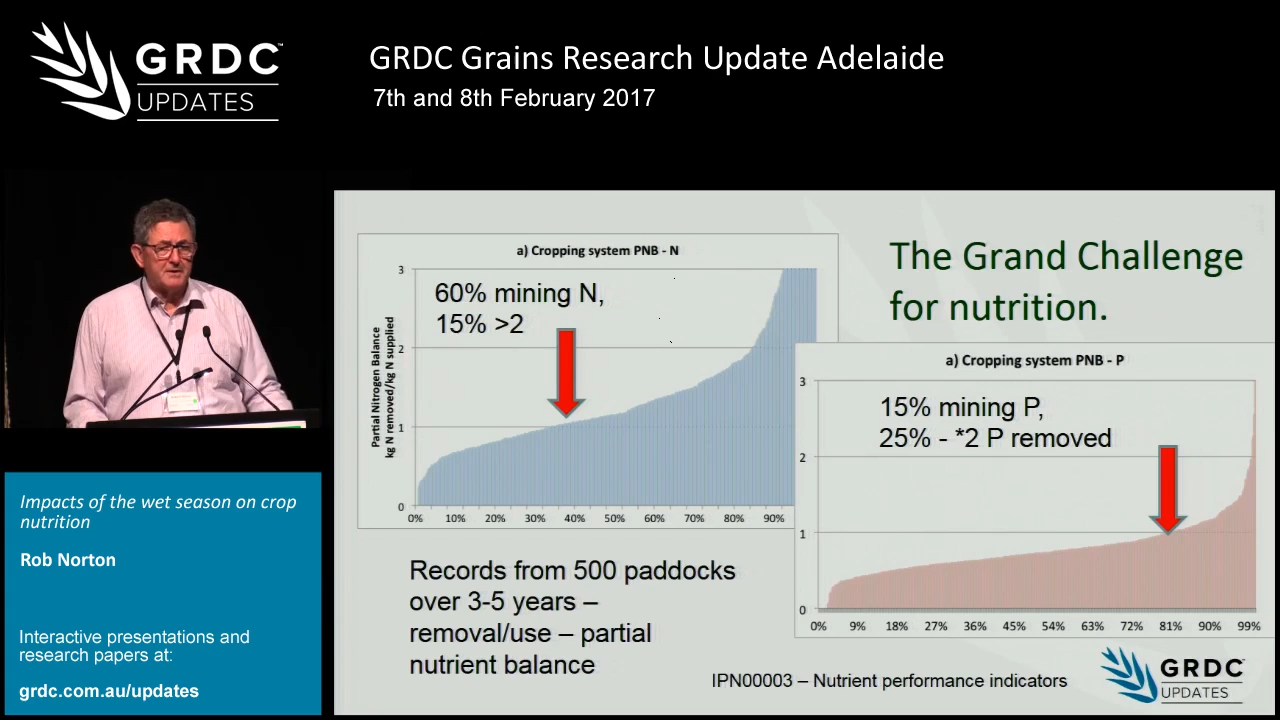 GRDC™
UPDATES
GRDC Grains Research Update Adelaide
7th and 8th February 2017
Impacts of the wet season on crop
nutrition
Rob Norton
Interactive presentations and
research papers at:
grdc.com.au/updates
The Grand Challenge
for nutrition.
a) Cropping system PNB - N
60% mining N,
15% >2
Partial Nitrogen Balance
kg N removed/kg N supplied
3
2
1
0
0% 10% 20% 30% 40% 50% 60% 70% 80% 90%
a) Cropping system PNB - P
15% mining P,
25% - *2 P removed
3
2
1
0
0% 9% 18% 27% 36% 45% 54% 63% 72% 81% 90% 99%
Records from 500 paddocks
over 3-5 years –
removal/use – partial
nutrient balance
IPN00003 – Nutrient performance indicators
GRDC™
UPDATES